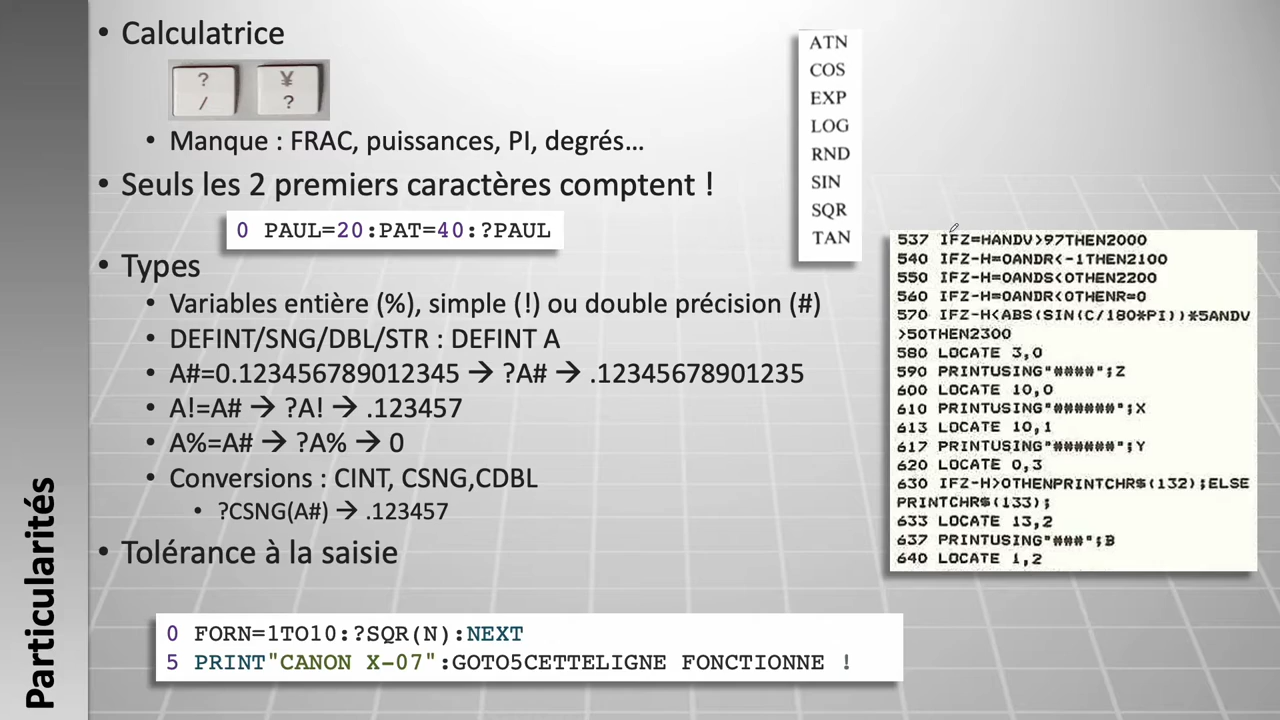 Calculatrice
? ¥
/ ?
Manque : FRAC, puissances, PI, degrés…
Seuls les 2 premiers caractères comptent !
0 PAUL=20:PAT=40:?PAUL
Types
Variables entière (%), simple (!) ou double précision (#)
DEFINT/SNG/DBL/STR : DEFINT A
A#=0.123456789012345 → ?A# → .12345678901235
A!=A# → ?A! → .123457
A%=A# → ?A% → 0
Conversions : CINT, CSNG,CDBL
?CSNG(A#) → .123457
Tolérance à la saisie
0 FORN=1TO10:?SQR(N):NEXT
5 PRINT"CANON X-07":GOTO5CETTELIGNE FONCTIONNE !
ATN
COS
EXP
LOG
RND
SIN
SQR
TAN
537 IFZ=HANDV>97THEN2000
540 IFZ-H=0ANDR<-1THEN2100
550 IFZ-H=0ANDS<0THEN2200
560 IFZ-H=0ANDR<0THENR=0
570 IFZ-H<ABS(SIN(C/180*PI))*5ANDV
>50THEN2300
580 LOCATE 3,0
590 PRINTUSING"####";Z
600 LOCATE 10,0
610 PRINTUSING"######";X
613 LOCATE 10,1
617 PRINTUSING"######";Y
620 LOCATE 0,3
630 IFZ-H>0THENPRINTCHR$(132);ELSE
PRINTCHR$(133);
633 LOCATE 13,2
637 PRINTUSING"###";B
640 LOCATE 1,2
Particularités